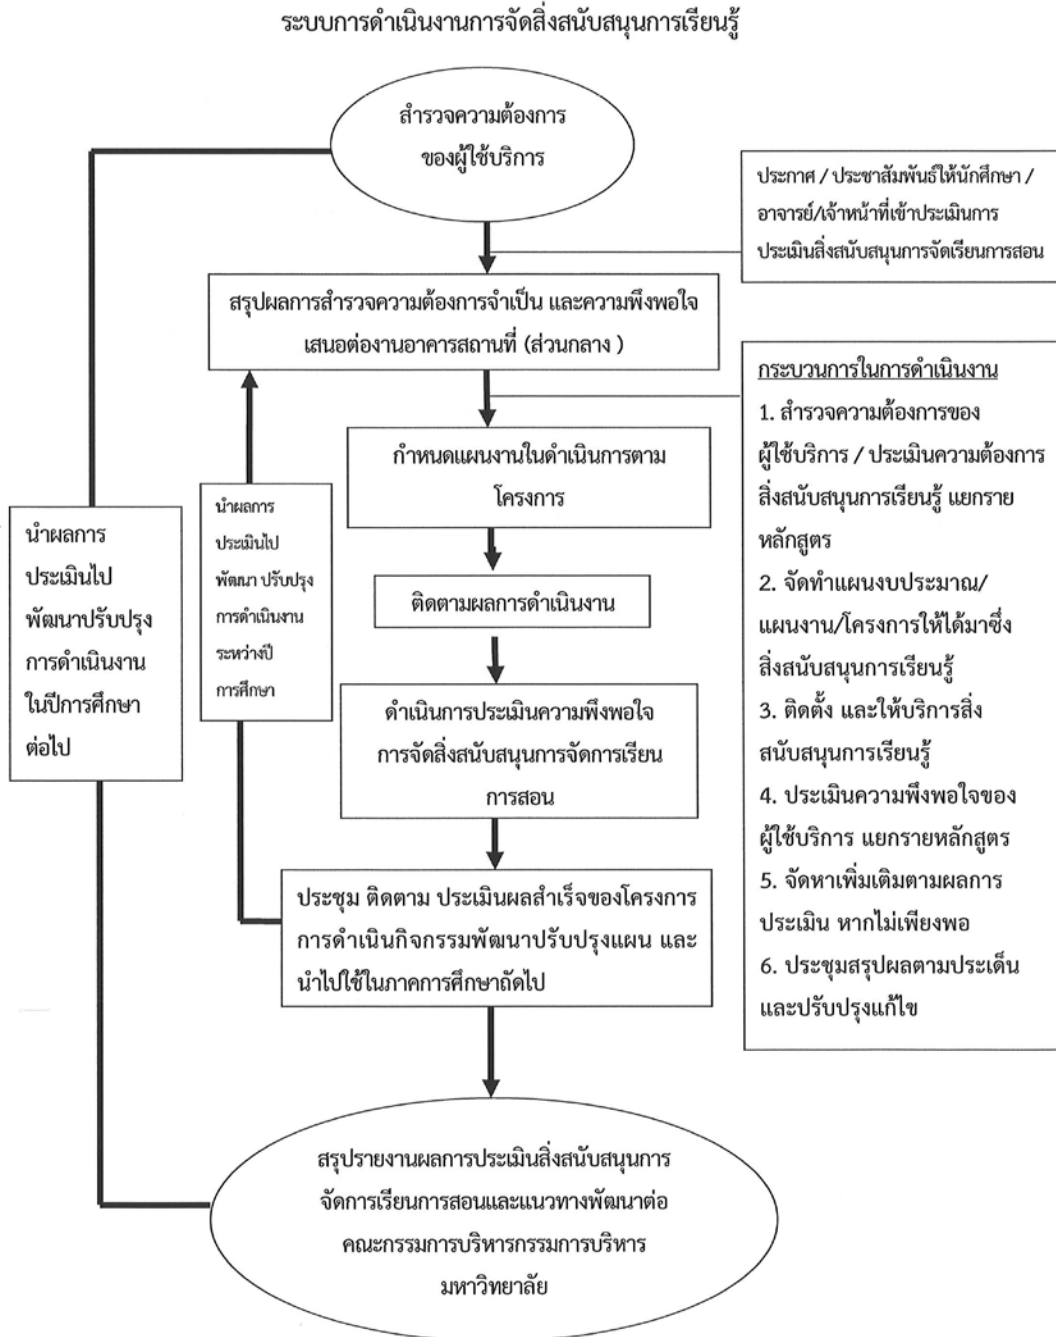 ระบบการดำเนินงานการจัดสิ่งสนับสนุนการเรียนรู้
สำรวจความต้องการ
ของผู้ใช้บริการ
ประกาศ / ประชาสัมพันธ์ให้นักศึกษา /
อาจารย์/เจ้าหน้าที่เข้าประเมินการ
ประเมินสิ่งสนับสนุนการจัดเรียนการสอน
สรุปผลการสำรวจความต้องการจำเป็น และความพึงพอใจ
เสนอต่องานอาคารสถานที่ (ส่วนกลาง )
กระบวนการในการดำเนินงาน
1. สำรวจความต้องการของ
ผู้ใช้บริการ / ประเมินความต้องการ
สิ่งสนับสนุนการเรียนรู้ แยกราย
หลักสูตร
2. จัดทำแผนงบประมาณ/
แผนงาน/โครงการให้ได้มาซึ่ง
สิ่งสนับสนุนการเรียนรู้
3. ติดตั้ง และให้บริการสิ่ง
สนับสนุนการเรียนรู้
4. ประเมินความพึงพอใจของ
ผู้ใช้บริการ แยกรายหลักสูตร
5. จัดหาเพิ่มเติมตามผลการ
ประเมิน หากไม่เพียงพอ
6. ประชุมสรุปผลตามประเด็น
และปรับปรุงแก้ไข
กำหนดแผนงานในดำเนินการตาม
โครงการ
นำผลการ
ประเมินไป
พัฒนา ปรับปรุง
การดำเนินงาน
ระหว่างปี
การศึกษา
นำผลการ
ประเมินไป
พัฒนาปรับปรุง
การดำเนินงาน
ในปีการศึกษา
ต่อไป
ติดตามผลการดำเนินงาน
ดำเนินการประเมินความพึงพอใจ
การจัดสิ่งสนับสนุนการจัดการเรียน
การสอน
ประชุม ติดตาม ประเมินผลสำเร็จของโครงการ
การดำเนินกิจกรรมพัฒนาปรับปรุงแผน และ
นำไปใช้ในภาคการศึกษาถัดไป
สรุปรายงานผลการประเมินสิ่งสนับสนุนการ
จัดการเรียนการสอนและแนวทางพัฒนาต่อ
คณะกรรมการบริหารกรรมการบริหาร
มหาวิทยาลัย